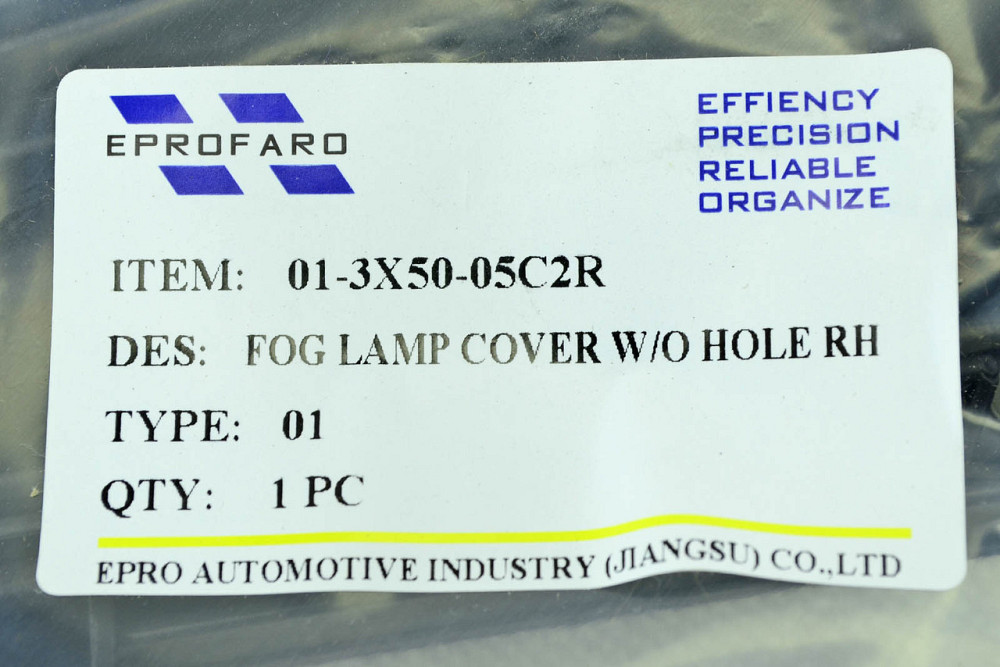 EPROFARO
EFFIENCY
PRECISION
RELIABLE
ORGANIZE
ITEM: 01-3X50-05C2R
DES: FOG LAMP COVER W/O HOLE RH
TYPE: 01
QTY: 1 PC
EPRO AUTOMOTIVE INDUSTRY (JIANGSU) CO.,LTD